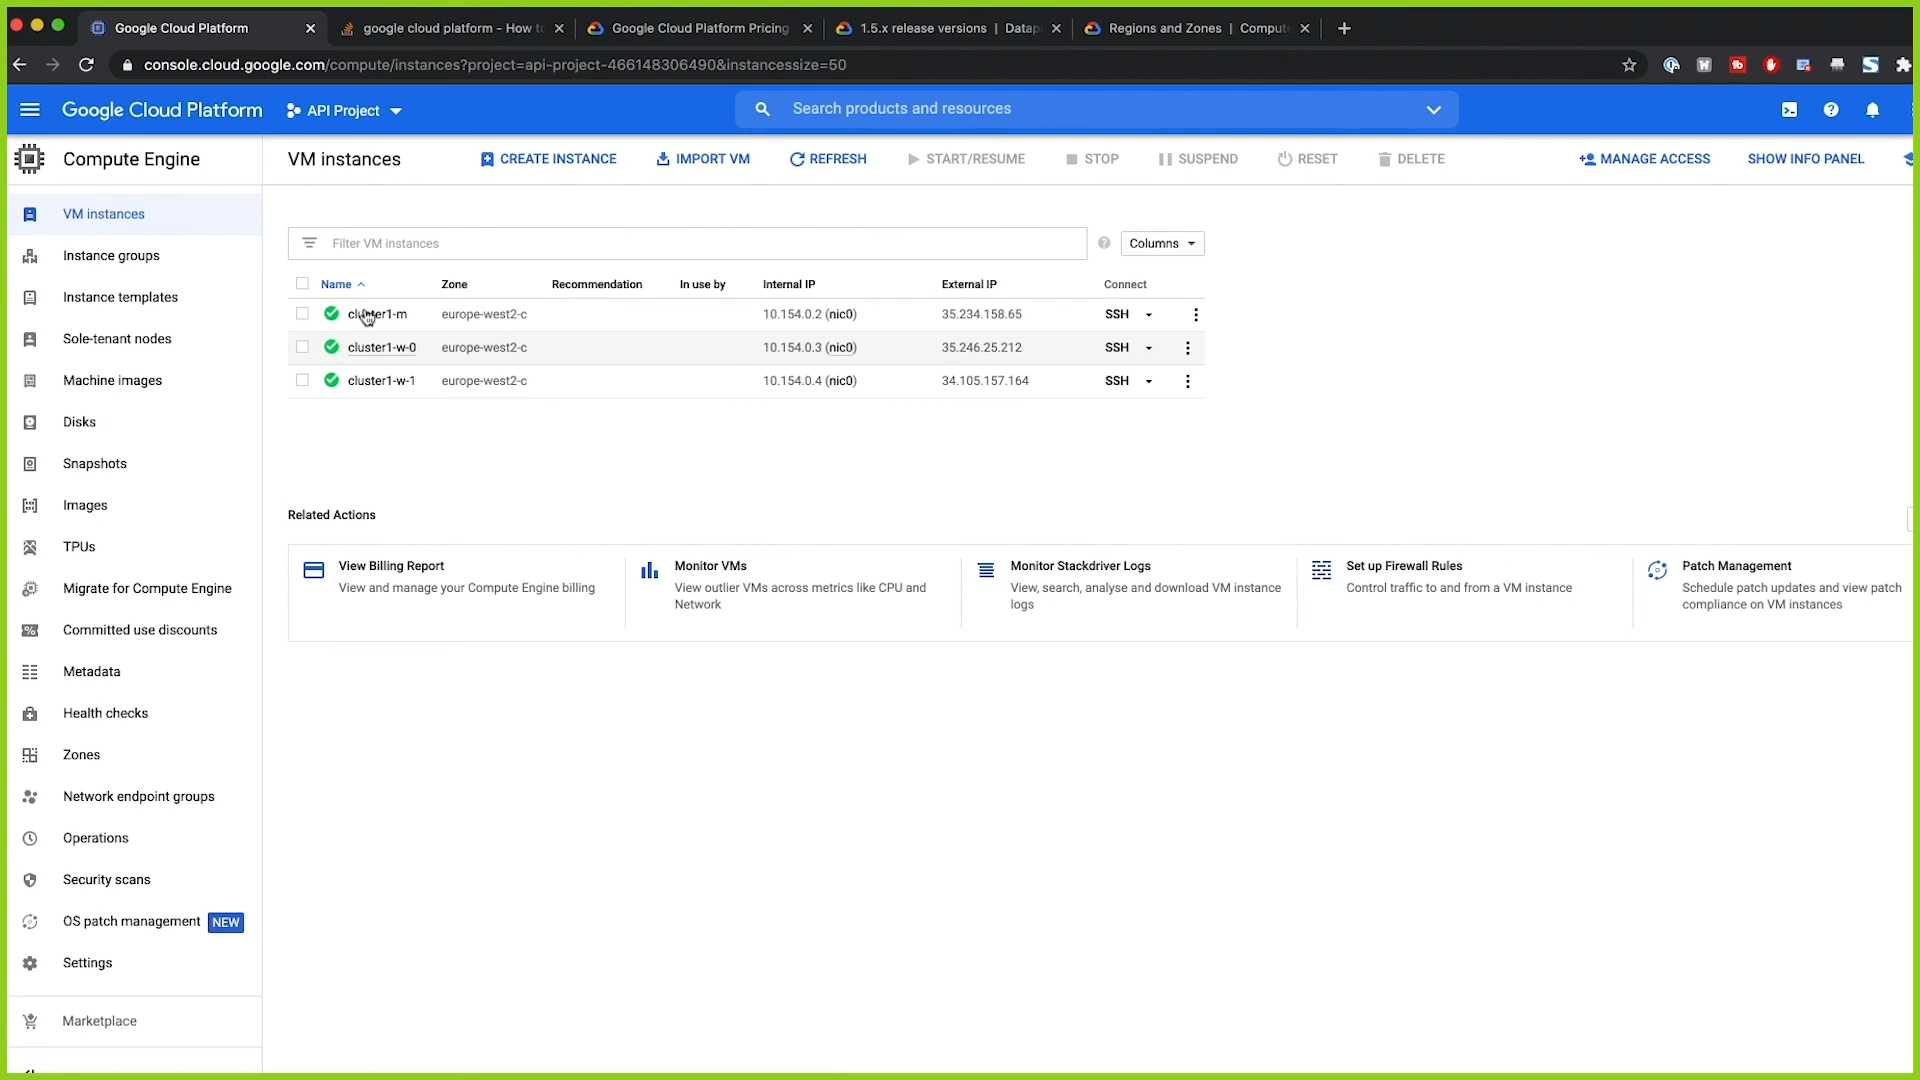 Google Cloud Platform
google cloud platform - How to
Google Cloud Platform Pricing
1.5.x release versions | Datap
Regions and Zones | Compute
console.cloud.google.com/compute/instances?project=api-project-466148306490&instancessize=50
Google Cloud Platform
API Project
Search products and resources
Compute Engine
VM instances
CREATE INSTANCE
IMPORT VM
REFRESH
START/RESUME
STOP
SUSPEND
RESET
DELETE
MANAGE ACCESS
SHOW INFO PANEL
VM instances
Instance groups
Instance templates
Sole-tenant nodes
Machine images
Disks
Snapshots
Images
TPUs
Migrate for Compute Engine
Committed use discounts
Metadata
Health checks
Zones
Network endpoint groups
Operations
Security scans
OS patch management NEW
Settings
Marketplace
Filter VM instances
Columns
Name Zone Recommendation In use by Internal IP External IP Connect
cluster1-m europe-west2-c 10.154.0.2 (nic0) 35.234.158.65 SSH
cluster1-w-0 europe-west2-c 10.154.0.3 (nic0) 35.246.25.212 SSH
cluster1-w-1 europe-west2-c 10.154.0.4 (nic0) 34.105.157.164 SSH
Related Actions
View Billing Report
View and manage your Compute Engine billing
Monitor VMs
View outlier VMs across metrics like CPU and
Network
Monitor Stackdriver Logs
View, search, analyse and download VM instance
logs
Set up Firewall Rules
Control traffic to and from a VM instance
Patch Management
Schedule patch updates and view patch
compliance on VM instances